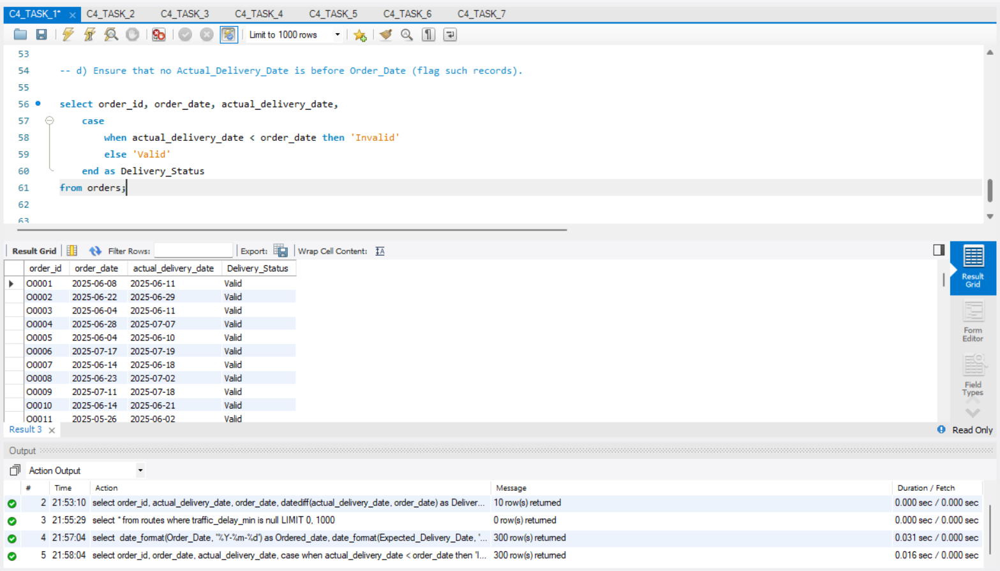 C4_TASK_1* × C4_TASK_2 C4_TASK_3 C4_TASK_4 C4_TASK_5 C4_TASK_6 C4_TASK_7
Limit to 1000 rows
53
54 -- d) Ensure that no Actual_Delivery_Date is before Order_Date (flag such records).
55
56 select order_id, order_date, actual_delivery_date,
57 case
58 when actual_delivery_date < order_date then 'Invalid'
59 else 'Valid'
60 end as Delivery_Status
61 from orders;
62
63
Result Grid Filter Rows: Export: Wrap Cell Content:
order_id order_date actual_delivery_date Delivery_Status
O0001 2025-06-08 2025-06-11 Valid
O0002 2025-06-22 2025-06-29 Valid
O0003 2025-06-04 2025-06-11 Valid
O0004 2025-06-28 2025-07-07 Valid
O0005 2025-06-04 2025-06-10 Valid
O0006 2025-07-17 2025-07-19 Valid
O0007 2025-06-14 2025-06-18 Valid
O0008 2025-06-23 2025-07-02 Valid
O0009 2025-07-11 2025-07-18 Valid
O0010 2025-06-14 2025-06-21 Valid
O0011 2025-05-26 2025-06-02 Valid
Result
Grid
Form
Editor
Field
Types
Result 3 × Read Only
Output
Action Output
# Time Action Message Duration / Fetch
2 21:53:10 select order_id, actual_delivery_date, order_date, datediff(actual_delivery_date, order_date) as Deliver... 10 row(s) returned 0.000 sec / 0.000 sec
3 21:55:29 select * from routes where traffic_delay_min is null LIMIT 0, 1000 0 row(s) returned 0.000 sec / 0.000 sec
4 21:57:04 select date_format(Order_Date, '%Y-%m-%d') as Ordered_date, date_format(Expected_Delivery_Date, '... 300 row(s) returned 0.031 sec / 0.000 sec
5 21:58:04 select order_id, order_date, actual_delivery_date, case when actual_delivery_date < order_date then 'I... 300 row(s) returned 0.016 sec / 0.000 sec